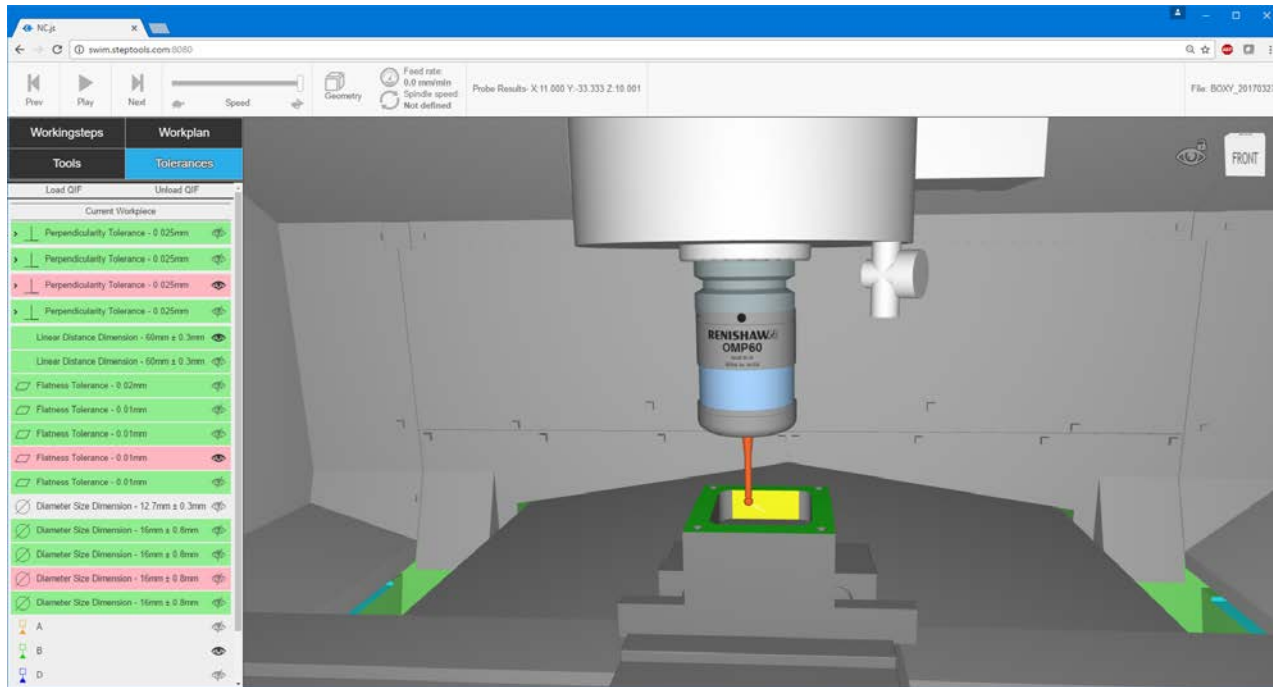 NC.js
swim.steptools.com:8080
Prev
Play
Next
Speed
Geometry
Feed rate:
0.0 mm/min
Spindle speed:
Not defined
Probe Results- X:11.000 Y:-33.333 Z:10.001
File: BOXY_2017032
Workingsteps
Workplan
Tools
Tolerances
Load QIF
Unload QIF
Current Workpiece
Perpendicularity Tolerance - 0.025mm
Perpendicularity Tolerance - 0.025mm
Perpendicularity Tolerance - 0.025mm
Perpendicularity Tolerance - 0.025mm
Linear Distance Dimension - 60mm ± 0.3mm
Linear Distance Dimension - 60mm ± 0.3mm
Flatness Tolerance - 0.02mm
Flatness Tolerance - 0.01mm
Flatness Tolerance - 0.01mm
Flatness Tolerance - 0.01mm
Flatness Tolerance - 0.01mm
Diameter Size Dimension - 12.7mm ± 0.3mm
Diameter Size Dimension - 16mm ± 0.8mm
Diameter Size Dimension - 16mm ± 0.8mm
Diameter Size Dimension - 16mm ± 0.8mm
Diameter Size Dimension - 16mm ± 0.8mm
A
B
D
FRONT
RENISHAW
OMP60